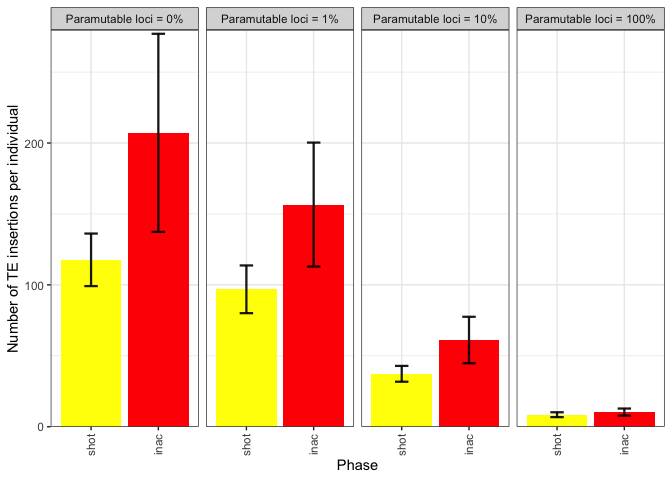 Paramutable loci = 0%
Paramutable loci = 1%
Paramutable loci = 10%
Paramutable loci = 100%
Number of TE insertions per individual
200
100
0
shot
inac
shot
inac
shot
inac
shot
inac
Phase